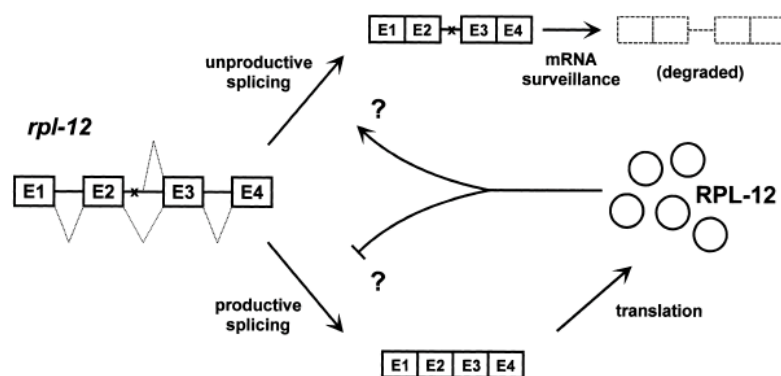 E1 E2 x E3 E4
unproductive
splicing
mRNA
surveillance
(degraded)
rpl-12
?
E1 E2 x E3 E4
RPL-12
?
productive
splicing
translation
E1 E2 E3 E4